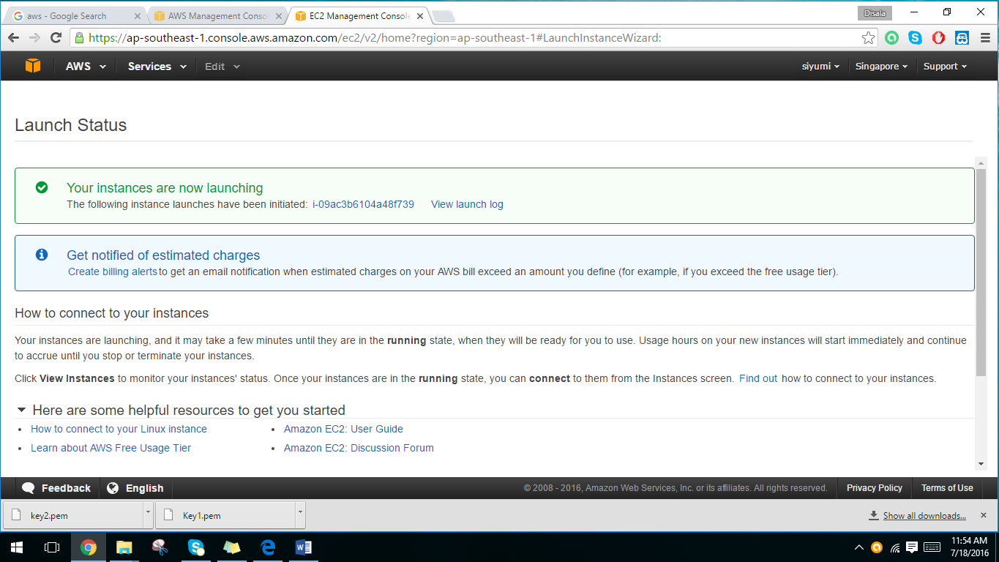 aws - Google Search
AWS Management Consol
EC2 Management Console
Disala
https://ap-southeast-1.console.aws.amazon.com/ec2/v2/home?region=ap-southeast-1#LaunchInstanceWizard:
AWS Services Edit siyumi Singapore Support
Launch Status
Your instances are now launching
The following instance launches have been initiated: i-09ac3b6104a48f739 View launch log
Get notified of estimated charges
Create billing alerts to get an email notification when estimated charges on your AWS bill exceed an amount you define (for example, if you exceed the free usage tier).
How to connect to your instances
Your instances are launching, and it may take a few minutes until they are in the running state, when they will be ready for you to use. Usage hours on your new instances will start immediately and continue
to accrue until you stop or terminate your instances.
Click View Instances to monitor your instances' status. Once your instances are in the running state, you can connect to them from the Instances screen. Find out how to connect to your instances.
Here are some helpful resources to get you started
• How to connect to your Linux instance • Amazon EC2: User Guide
• Learn about AWS Free Usage Tier • Amazon EC2: Discussion Forum
Feedback English © 2008 - 2016, Amazon Web Services, Inc. or its affiliates. All rights reserved. Privacy Policy Terms of Use
key2.pem Key1.pem Show all downloads...
11:54 AM
7/18/2016